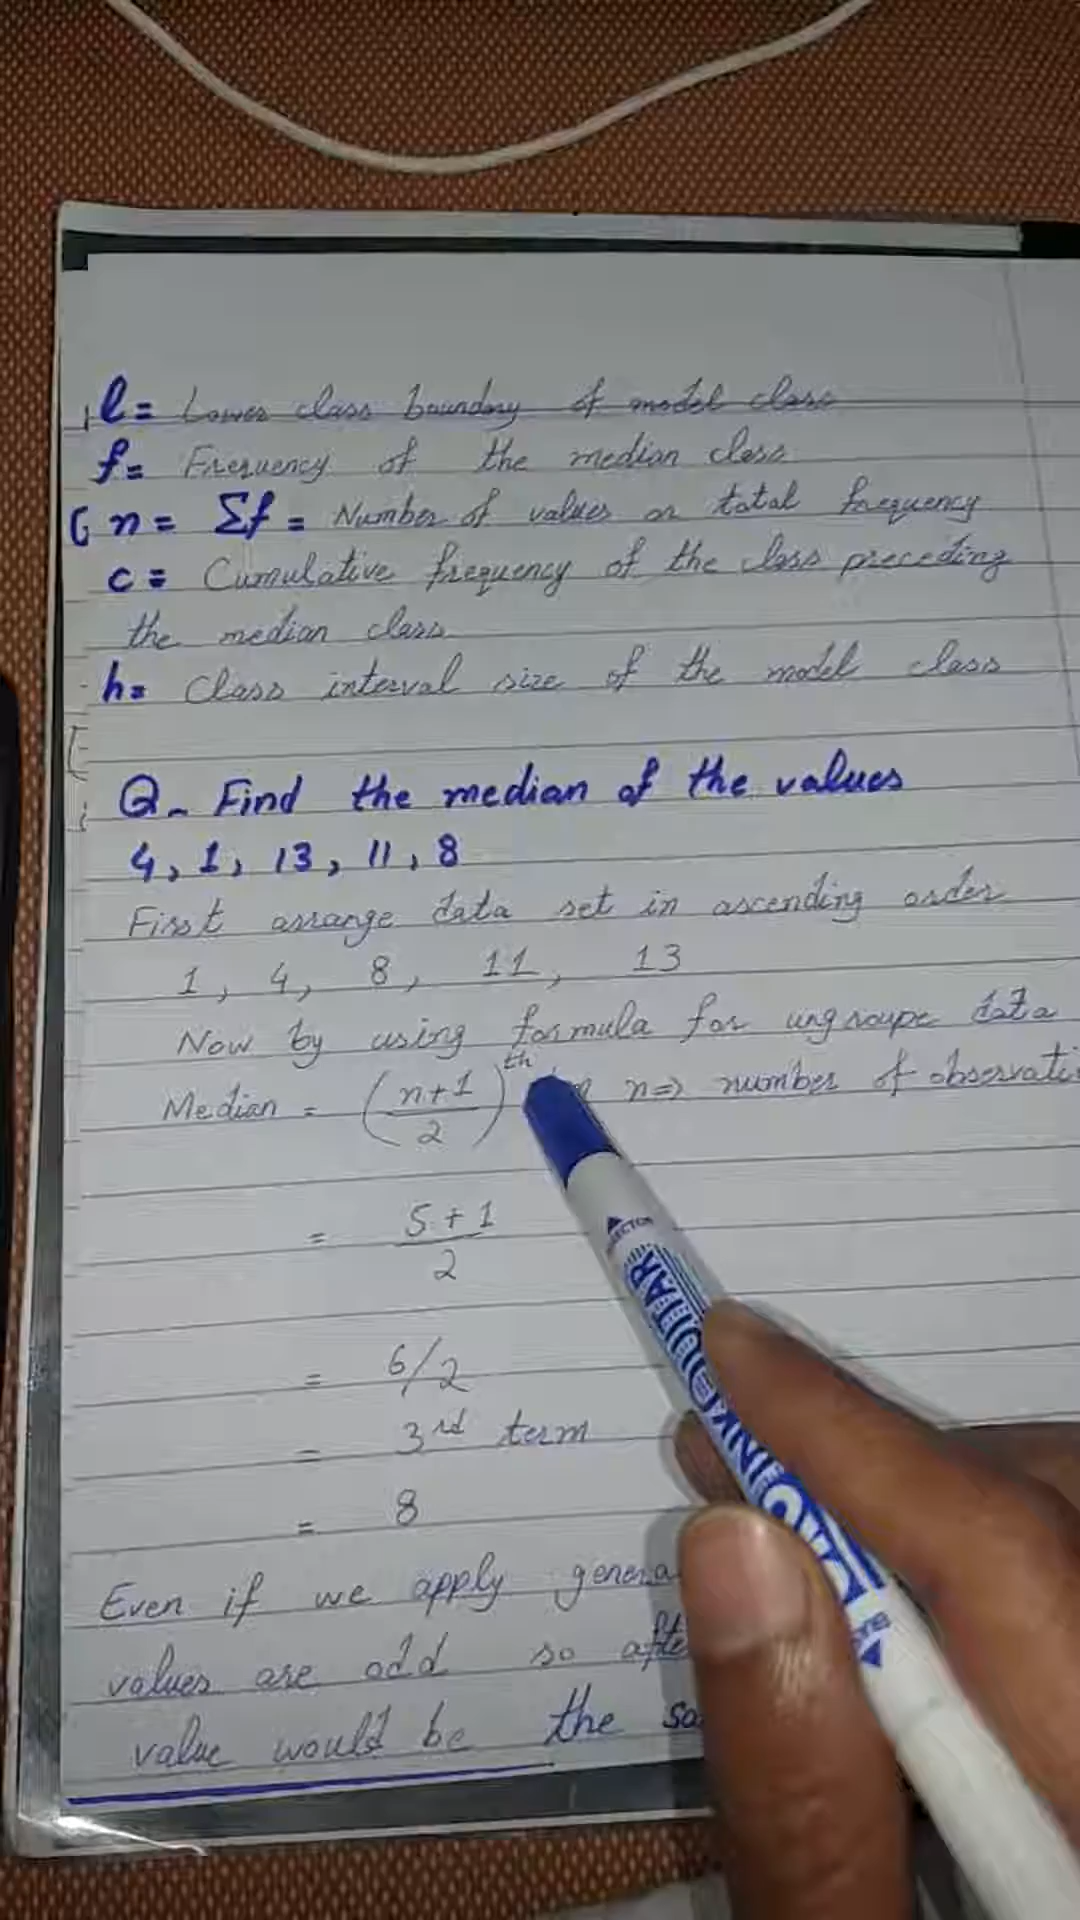 l = Lower class boundary of model class
f = Frequency of the median class
n = Σf = Number of values or total frequency
c = Cumulative frequency of the class preceding
the median class
h = Class interval size of the model class
Q. Find the median of the values
4, 1, 13, 11, 8
First arrange data set in ascending order
1, 4, 8, 11, 13
Now by using formula for ungroupe data
Median = (n+1/2)th n => number of observati
= 5+1/2
= 6/2
= 3rd term
= 8
Even if we apply genera
values are odd so afte
value would be the sa